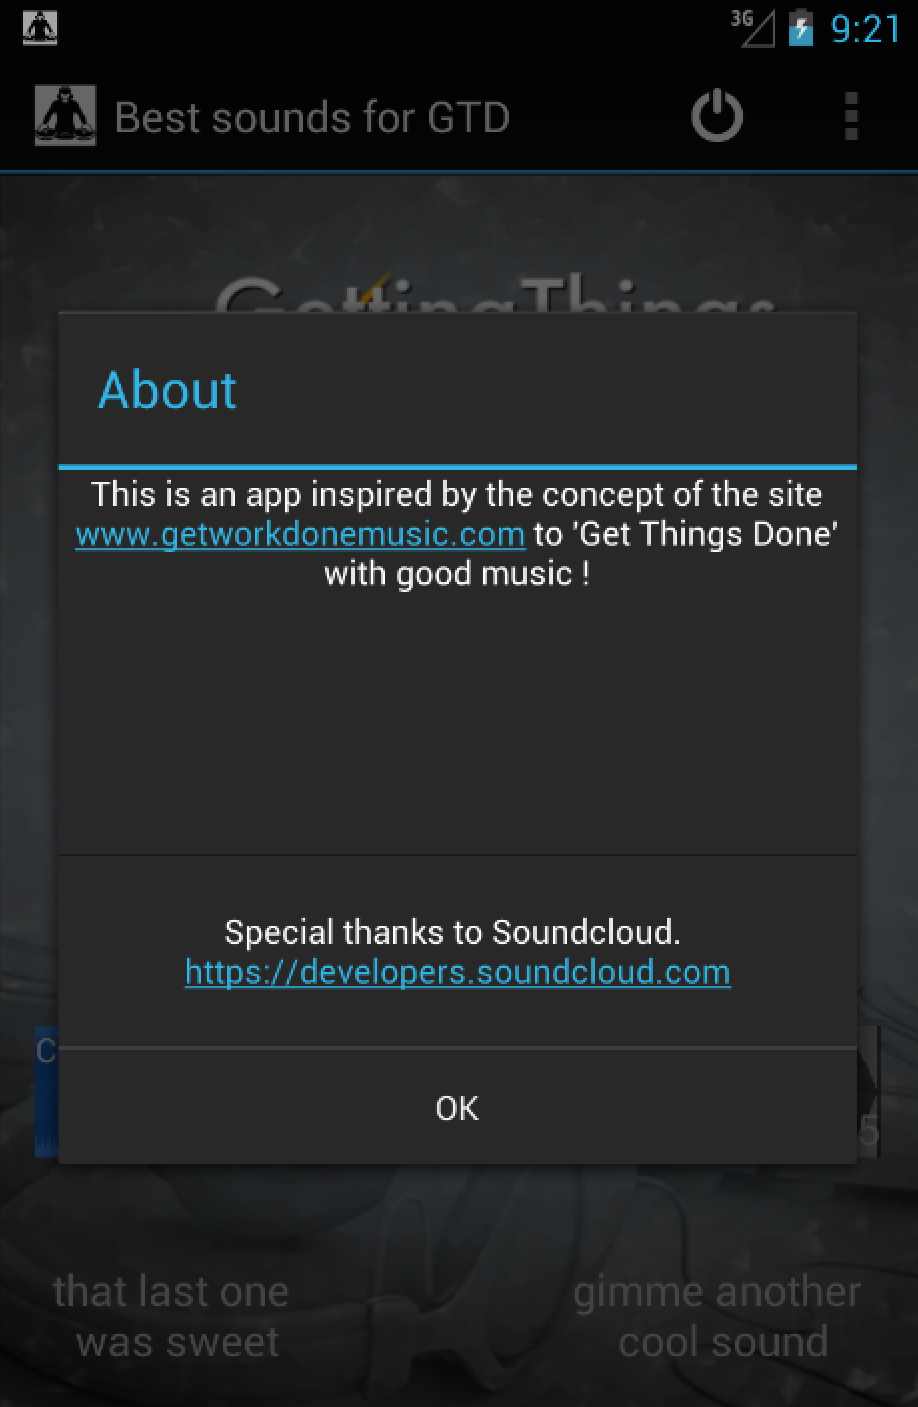 3G 9:21
Best sounds for GTD
GettingThings
About
This is an app inspired by the concept of the site
www.getworkdonemusic.com to 'Get Things Done'
with good music !
Special thanks to Soundcloud.
https://developers.soundcloud.com
C
5
OK
that last one
was sweet
gimme another
cool sound